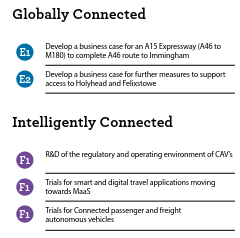 Globally Connected
E1
Develop a business case for an A15 Expressway (A46 to
M180) to complete A46 route to Immingham
E2
Develop a business case for further measures to support
access to Holyhead and Felixstowe
Intelligently Connected
F1
R&D of the regulatory and operating environment of CAV's
F1
Trials for smart and digital travel applications moving
towards MaaS
F1
Trials for Connected passenger and freight
autonomous vehicles